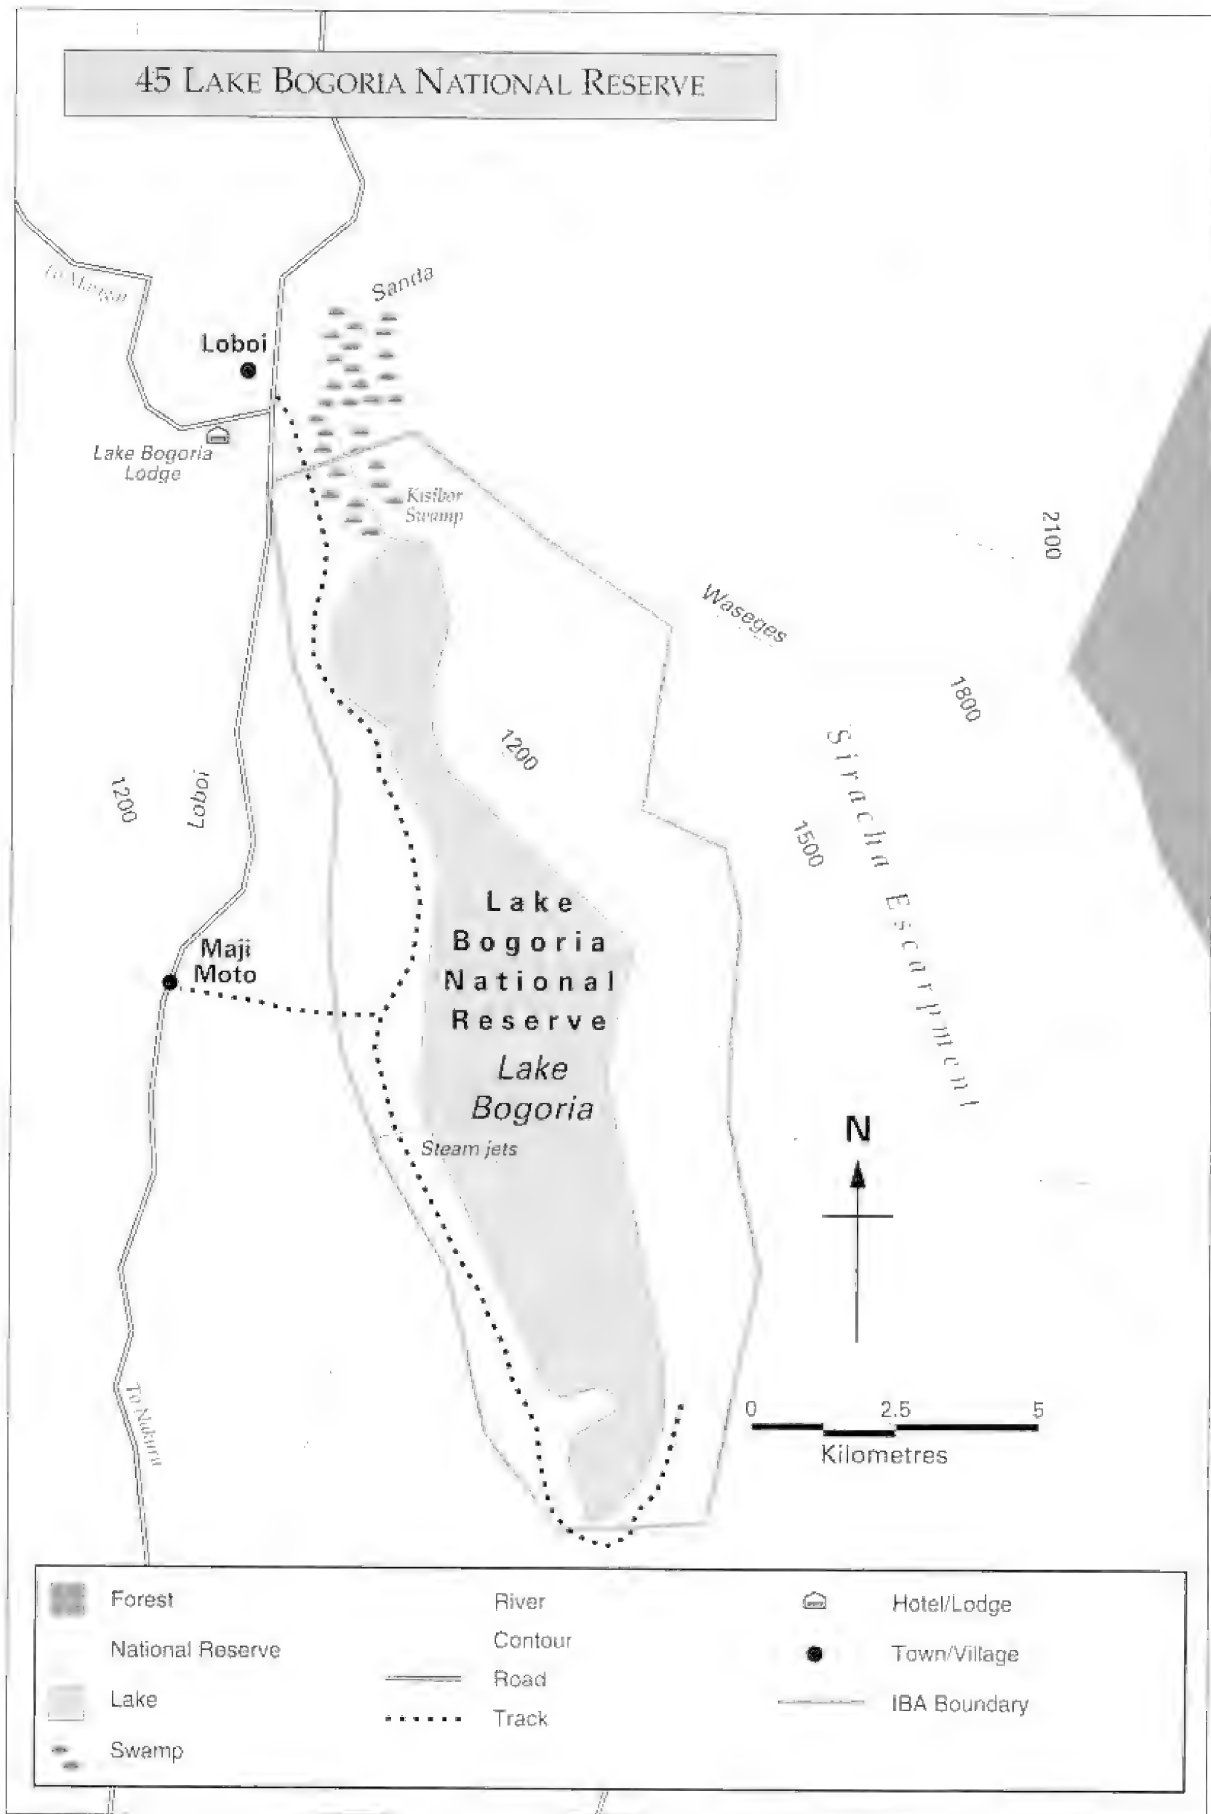 45 LAKE BOGORIA NATIONAL RESERVE
To Marigat
Sanda
Loboi
Lake Bogoria
Lodge
Kisibor
Swamp
2100
Waseges
1800
1200
Siracha Escarpment
1200
Loboi
1500
Lake
Bogoria
National
Reserve
Maji
Moto
Lake
Bogoria
N
Steam jets
To Nakuru
0 2.5 5
Kilometres
Forest
National Reserve
Lake
Swamp
River
Contour
Road
Track
Hotel/Lodge
Town/Village
IBA Boundary